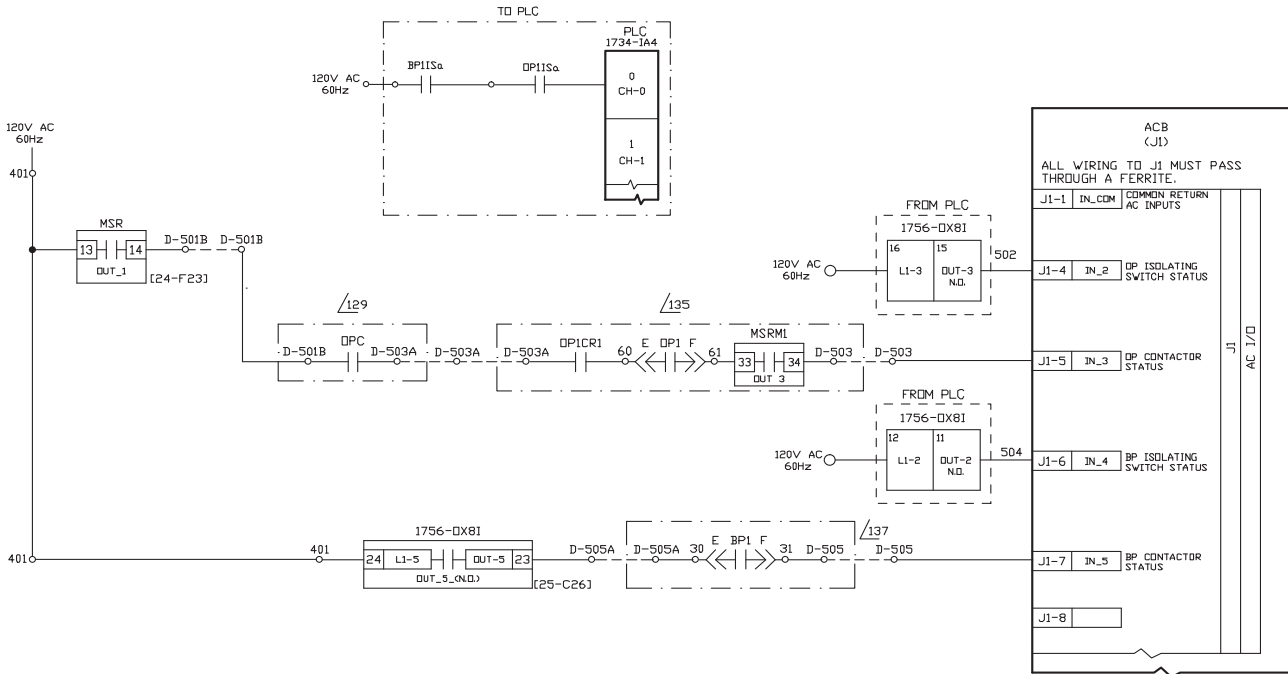 TO PLC
PLC
1734-IA4
BP1ISa
OP1ISa
120V AC
60Hz
0
CH-0
1
CH-1
120V AC
60Hz
401
MSR
13
14
OUT_1
D-501B
D-501B
[24-F23]
129
OPC
D-501B
D-503A
D-503A
135
D-503A
OP1CR1
60
E
OP1
F
61
MSRM1
33
34
OUT 3
D-503
D-503
FROM PLC
1756-OX8I
120V AC
60Hz
16
L1-3
15
OUT-3
N.O.
502
FROM PLC
1756-OX8I
120V AC
60Hz
12
L1-2
11
OUT-2
N.O.
504
401
401
1756-OX8I
24
L1-5
OUT-5
23
OUT_5_(N.O.)
[25-C26]
D-505A
D-505A
30
E
BP1
F
31
D-505
D-505
137
ACB
(J1)
ALL WIRING TO J1 MUST PASS
THROUGH A FERRITE.
J1-1
IN_COM
COMMON RETURN
AC INPUTS
J1-4
IN_2
OP ISOLATING
SWITCH STATUS
J1-5
IN_3
OP CONTACTOR
STATUS
J1-6
IN_4
BP ISOLATING
SWITCH STATUS
J1-7
IN_5
BP CONTACTOR
STATUS
J1-8
J1
AC I/O